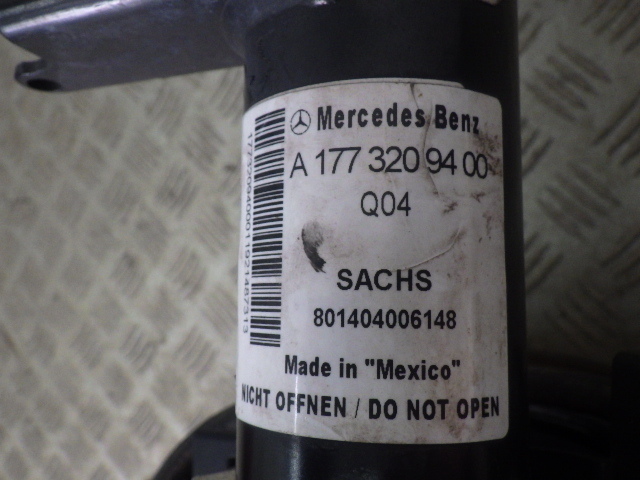 Mercedes Benz
A 177 320 94 00
Q04
SACHS
801404006148
Made in "Mexico"
NICHT OFFNEN / DO NOT OPEN